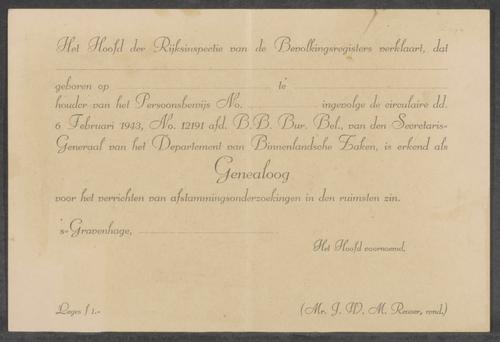 Het Hoofd der Rijksinspectie van de Bevolkingsregisters verklaart, dat
geboren op te
houder van het Persoonsbewijs No. ingevolge de circulaire dd.
6 Februari 1943, No. 12191 afd. B.B. Bur. Bel., van den Secretaris-
Generaal van het Departement van Binnenlandsche Zaken, is erkend als
Genealoog
voor het verrichten van afstammingsonderzoekingen in den ruimsten zin.
's-Gravenhage,
Het Hoofd voornoemd,
Leges f 1.- (Mr. J. W. M. Renser, wnd.)